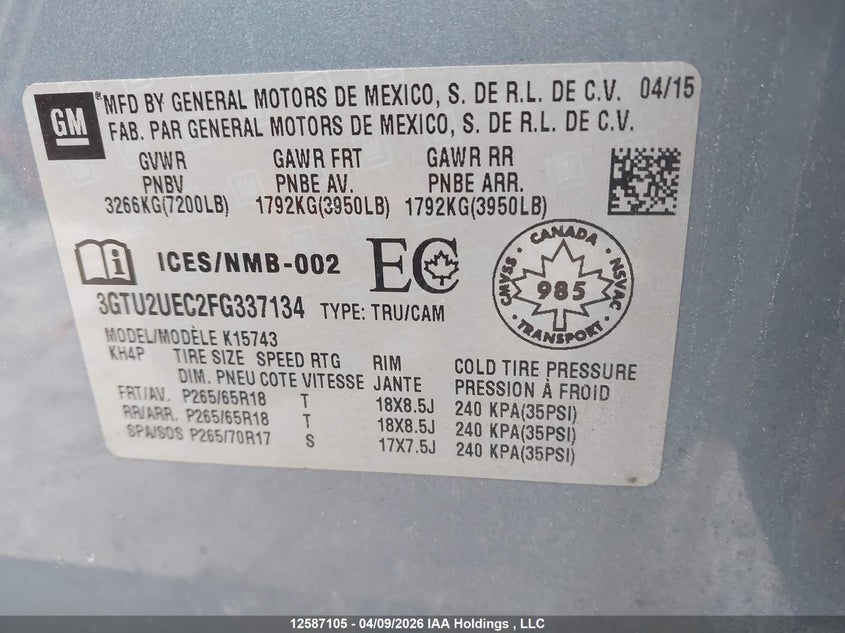 GM
*MFD BY GENERAL MOTORS DE MEXICO, S. DE R.L. DE C.V. 04/15
FAB. PAR GENERAL MOTORS DE MEXICO, S. DE R.L. DE C.V.
GVWR GAWR FRT GAWR RR
PNBV PNBE AV. PNBE ARR.
3266KG(7200LB) 1792KG(3950LB) 1792KG(3950LB)
i ICES/NMB-002 EC
CANADA
CMVSS 985 NSVAC
TRANSPORT
3GTU2UEC2FG337134 TYPE: TRU/CAM
MODEL/MODÈLE K15743
KH4P TIRE SIZE SPEED RTG RIM COLD TIRE PRESSURE
DIM. PNEU COTE VITESSE JANTE PRESSION À FROID
FRT/AV. P265/65R18 T 18X8.5J 240 KPA(35PSI)
RR/ARR. P265/65R18 T 18X8.5J 240 KPA(35PSI)
SPA/SOS P265/70R17 S 17X7.5J 240 KPA(35PSI)
12587105 - 04/09/2026 IAA Holdings , LLC